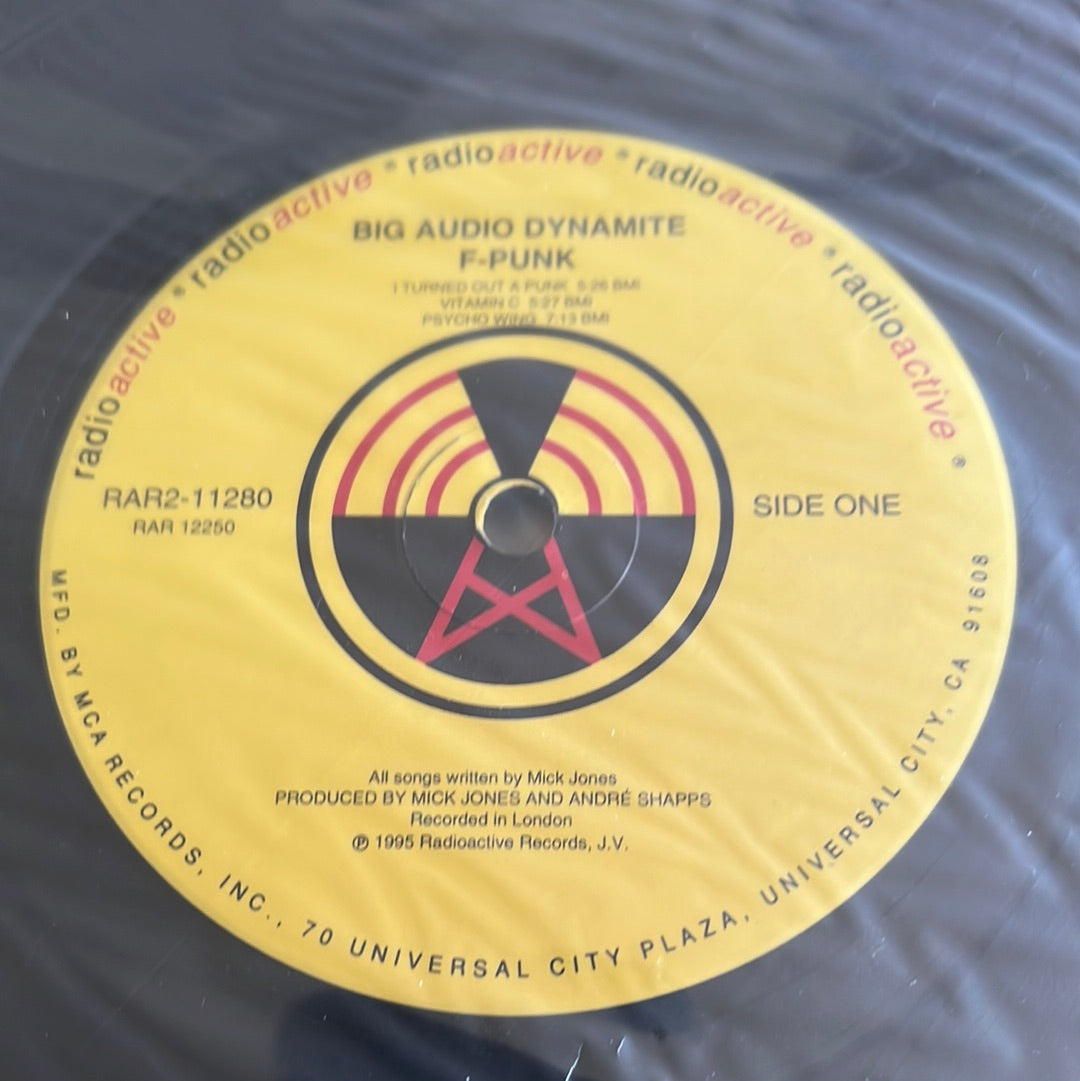 radioactive ® radioactive ® radioactive ® radioactive ® radioactive ®
BIG AUDIO DYNAMITE
F-PUNK
I TURNED OUT A PUNK 5:26 BMI
VITAMIN C 5:27 BMI
PSYCHO WING 7:13 BMI
RAR2-11280
RAR 12250
SIDE ONE
All songs written by Mick Jones
PRODUCED BY MICK JONES AND ANDRÉ SHAPPS
Recorded in London
℗ 1995 Radioactive Records, J.V.
MFD. BY MCA RECORDS, INC., 70 UNIVERSAL CITY PLAZA, UNIVERSAL CITY, CA 91608